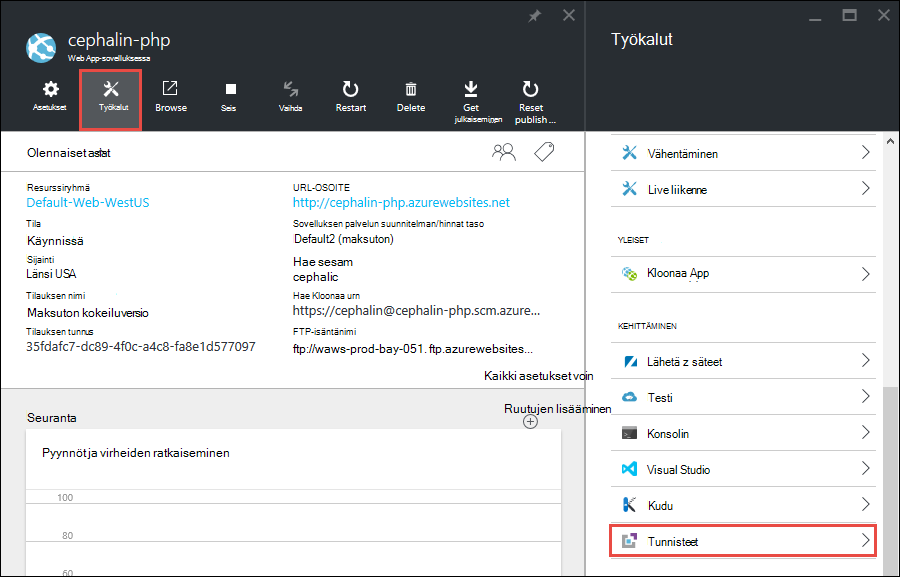 cephalin-php
Web App-sovelluksessa
Asetukset
Työkalut
Browse
Seis
Vaihda
Restart
Delete
Get julkaiseminen
Reset publish ...
Olennaiset
Resurssiryhmä
Default-Web-WestUS
Tila
Käynnissä
Sijainti
Länsi USA
Tilauksen nimi
Maksuton kokeiluversio
Tilauksen tunnus
35fdafc7-dc89-4f0c-a4c8-fa8e1d577097
URL-OSOITE
http://cephalin-php.azurewebsites.net
Sovelluksen palvelun suunnitelman/hinnat taso
Default2 (maksuton)
Hae sesam
cephalic
Hae Kloonaa urn
https://cephalin@cephalin-php.scm.azure...
FTP-isäntänimi
ftp://waws-prod-bay-051. ftp.azurewebsites...
Kaikki asetukset voin
Ruutujen lisääminen
Seuranta
Pyynnöt ja virheiden ratkaiseminen
100
80
60
Työkalut
Vähentäminen
Live liikenne
YLEISET
Kloonaa App
KEHITTÄMINEN
Lähetä z säteet
Testi
Konsolin
Visual Studio
Kudu
Tunnisteet